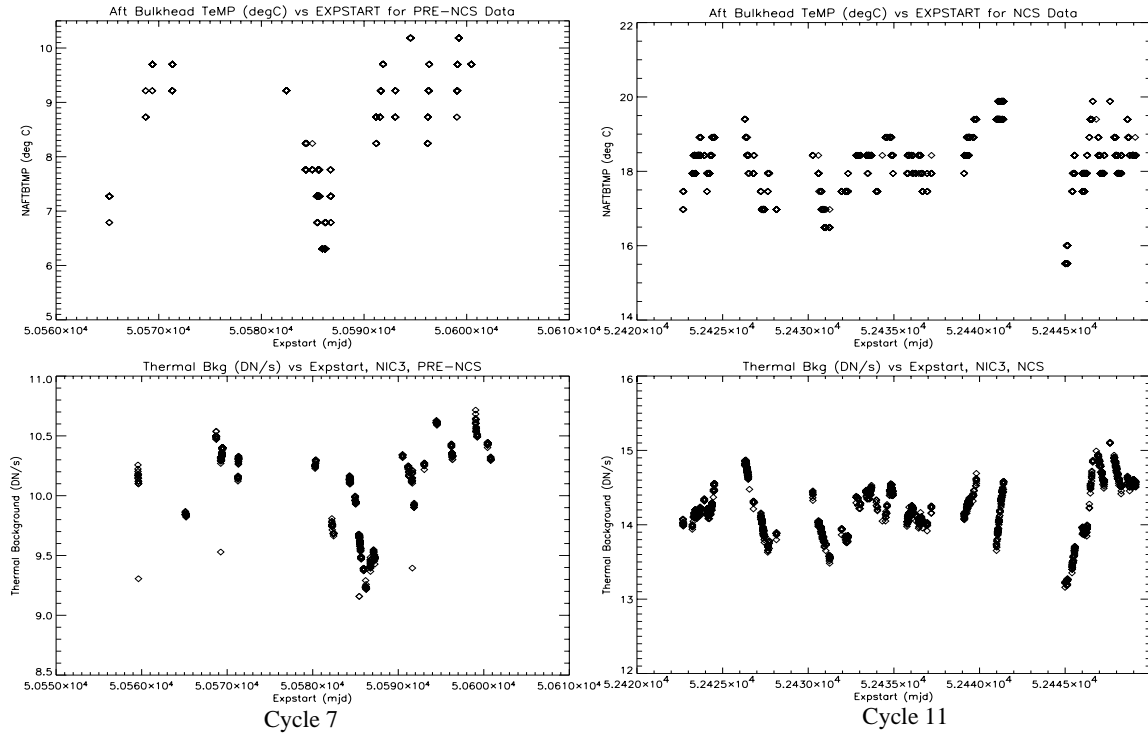 Aft Bulkhead TeMP (degC) vs EXPSTART for PRE-NCS Data
NAFTBTMP (deg C)
10
9
8
7
6
5
5.0560×10⁴ 5.0570×10⁴ 5.0580×10⁴ 5.0590×10⁴ 5.0600×10⁴ 5.0610×10⁴
Expstart (mjd)
Aft Bulkhead TeMP (degC) vs EXPSTART for NCS Data
NAFTBTMP (deg C)
22
20
18
16
14
5.2420×10⁴ 5.2425×10⁴ 5.2430×10⁴ 5.2435×10⁴ 5.2440×10⁴ 5.2445×10⁴
Expstart (mjd)
Thermal Bkg (DN/s) vs Expstart, NIC3, PRE-NCS
Thermal Background (DN/s)
11.0
10.5
10.0
9.5
9.0
8.5
5.0550×10⁴ 5.0560×10⁴ 5.0570×10⁴ 5.0580×10⁴ 5.0590×10⁴ 5.0600×10⁴ 5.0610×10⁴
Expstart (mjd)
Cycle 7
Thermal Bkg (DN/s) vs Expstart, NIC3, NCS
Thermal Background (DN/s)
16
15
14
13
12
5.2420×10⁴ 5.2425×10⁴ 5.2430×10⁴ 5.2435×10⁴ 5.2440×10⁴ 5.2445×10⁴
Expstart (mjd)
Cycle 11